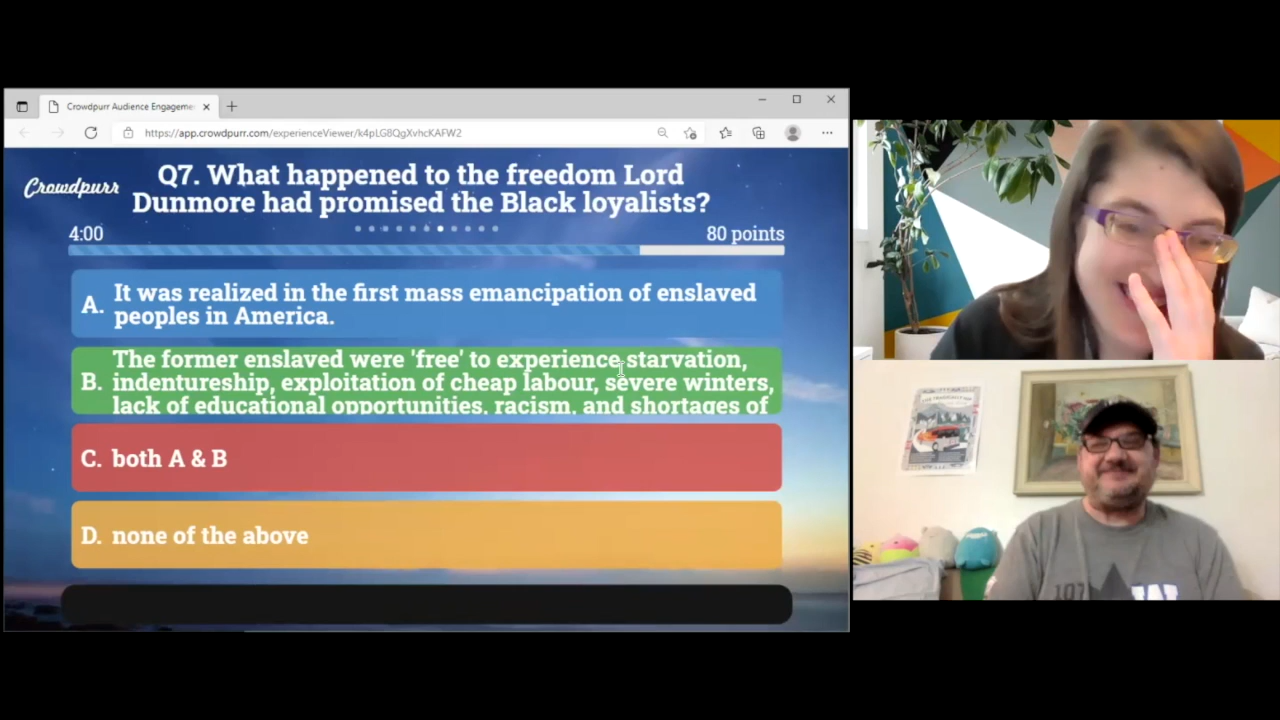 Crowdpurr Audience Engageme
https://app.crowdpurr.com/experienceViewer/k4pLG8QgXvhcKAFW2
Crowdpurr
Q7. What happened to the freedom Lord
Dunmore had promised the Black loyalists?
4:00
80 points
A. It was realized in the first mass emancipation of enslaved
peoples in America.
B. The former enslaved were 'free' to experience starvation,
indentureship, exploitation of cheap labour, severe winters,
lack of educational opportunities, racism, and shortages of
C. both A & B
D. none of the above
107